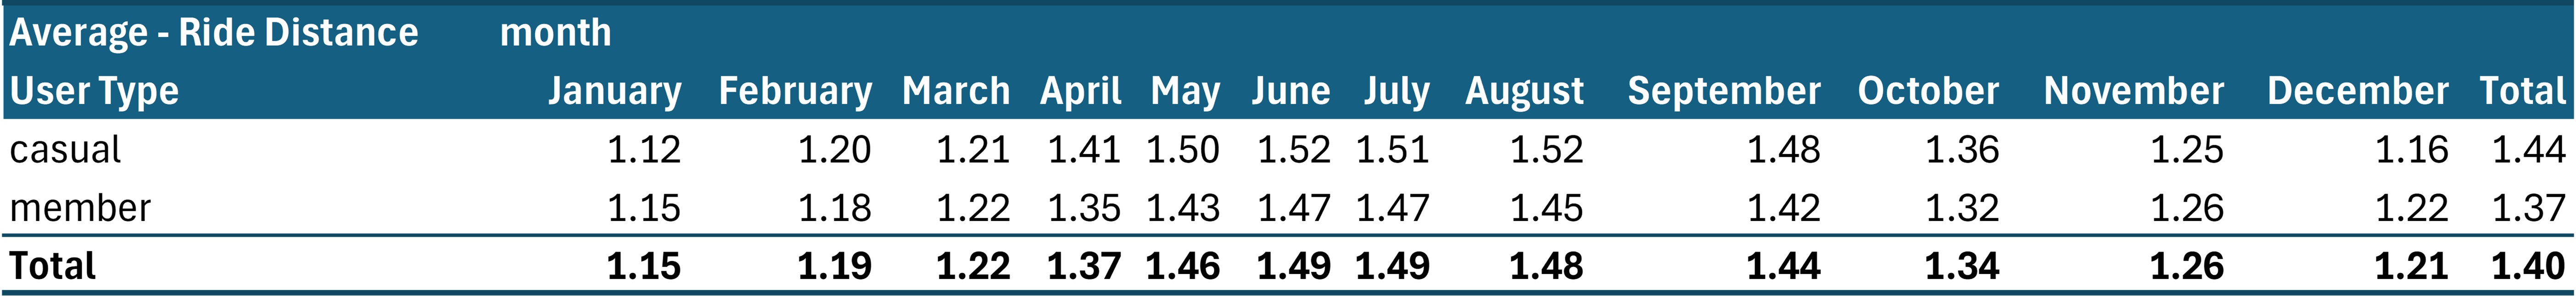 Average - Ride Distance month
User Type January February March April May June July August September October November December Total
casual 1.12 1.20 1.21 1.41 1.50 1.52 1.51 1.52 1.48 1.36 1.25 1.16 1.44
member 1.15 1.18 1.22 1.35 1.43 1.47 1.47 1.45 1.42 1.32 1.26 1.22 1.37
Total 1.15 1.19 1.22 1.37 1.46 1.49 1.49 1.48 1.44 1.34 1.26 1.21 1.40